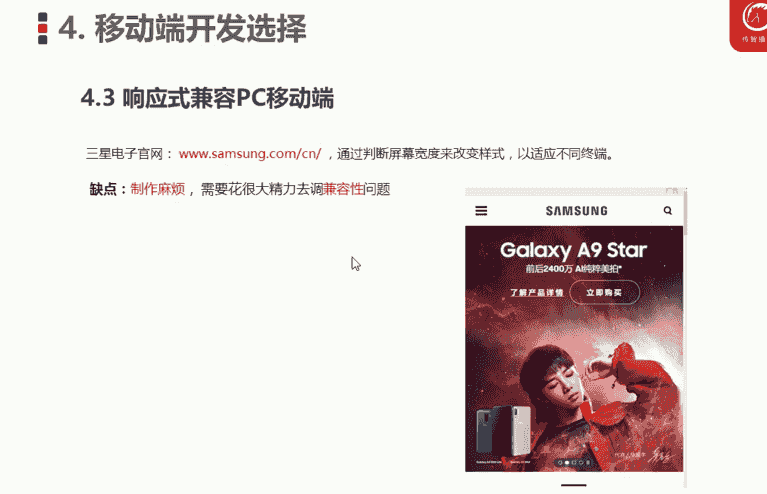 4. 移动端开发选择
4.3 响应式兼容PC移动端
三星电子官网： www.samsung.com/cn/ ，通过判断屏幕宽度来改变样式，以适应不同终端。
缺点：制作麻烦 ，需要花很大精力去调兼容性问题
广告
SAMSUNG
Galaxy A9 Star
前后2400万 AI纯粹美拍*
了解产品详情 立即购买